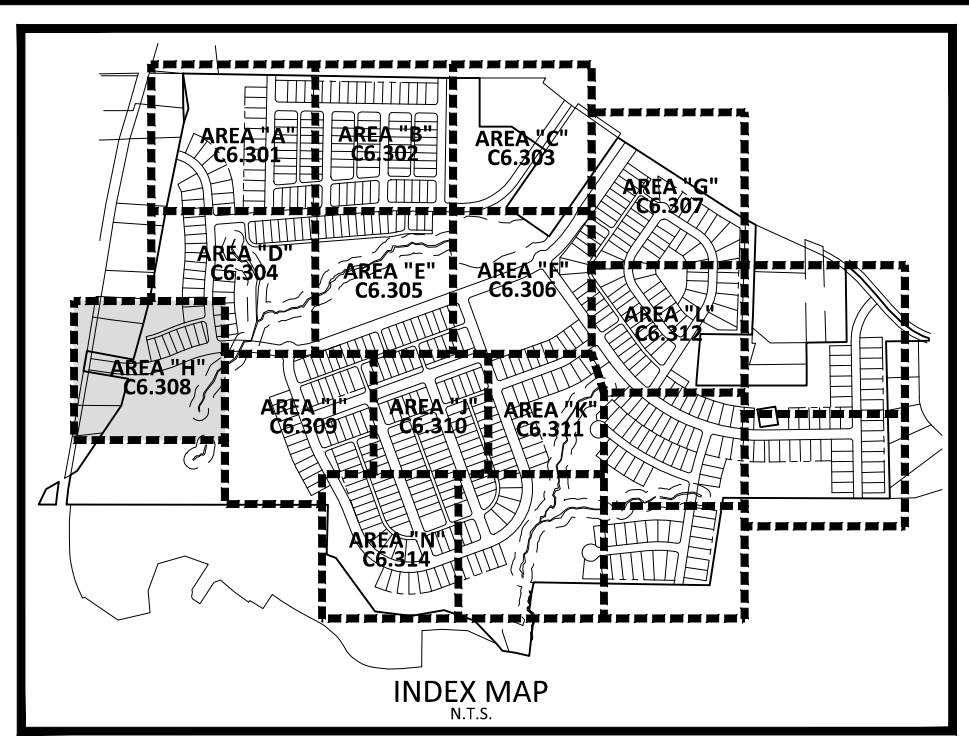 AREA "A"
C6.301
AREA "B"
C6.302
AREA "C"
C6.303
AREA "G"
C6.307
AREA "D"
C6.304
AREA "E"
C6.305
AREA "F"
C6.306
AREA "L"
C6.312
AREA "H"
C6.308
AREA "I"
C6.309
AREA "J"
C6.310
AREA "K"
C6.311
AREA "N"
C6.314
INDEX MAP
N.T.S.